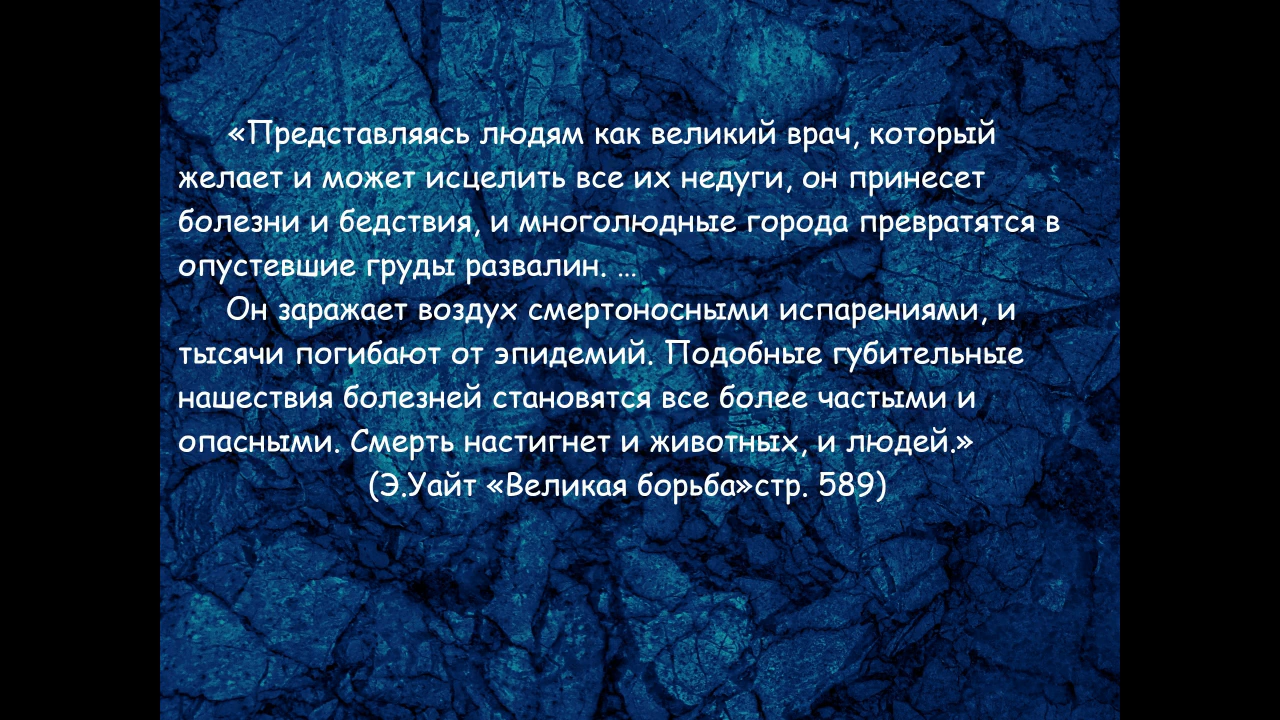 «Представляясь людям как великий врач, который
желает и может исцелить все их недуги, он принесет
болезни и бедствия, и многолюдные города превратятся в
опустевшие груды развалин. ...
Он заражает воздух смертоносными испарениями, и
тысячи погибают от эпидемий. Подобные губительные
нашествия болезней становятся все более частыми и
опасными. Смерть настигнет и животных, и людей.»
(Э.Уайт «Великая борьба»стр. 589)